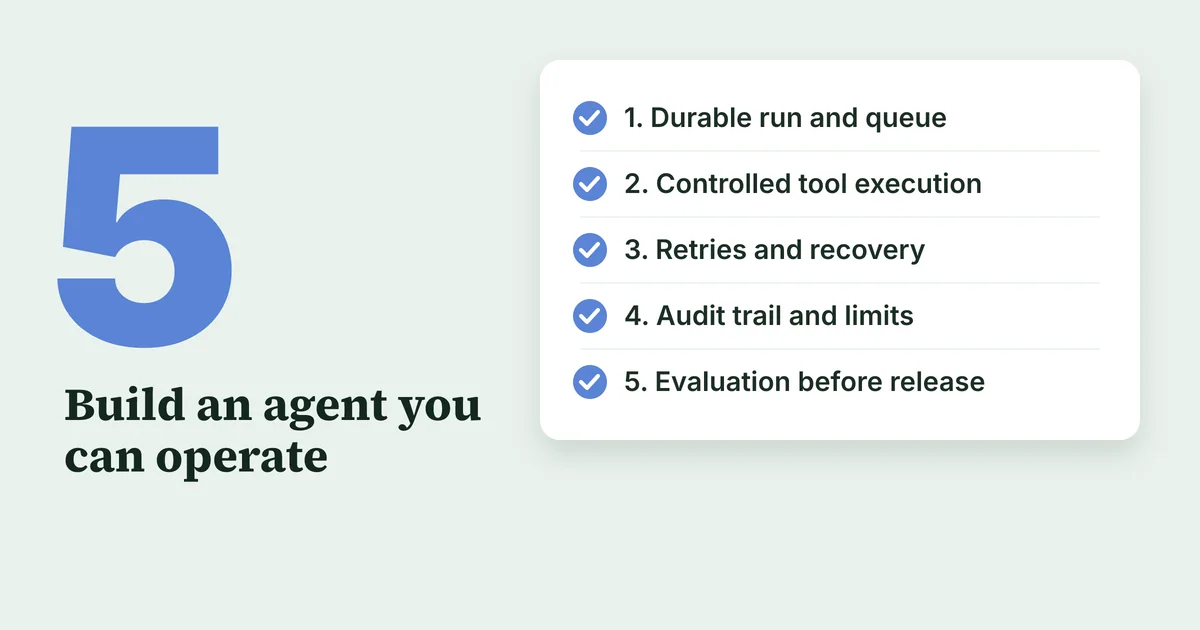 5
Build an agent you
can operate
1. Durable run and queue
2. Controlled tool execution
3. Retries and recovery
4. Audit trail and limits
5. Evaluation before release